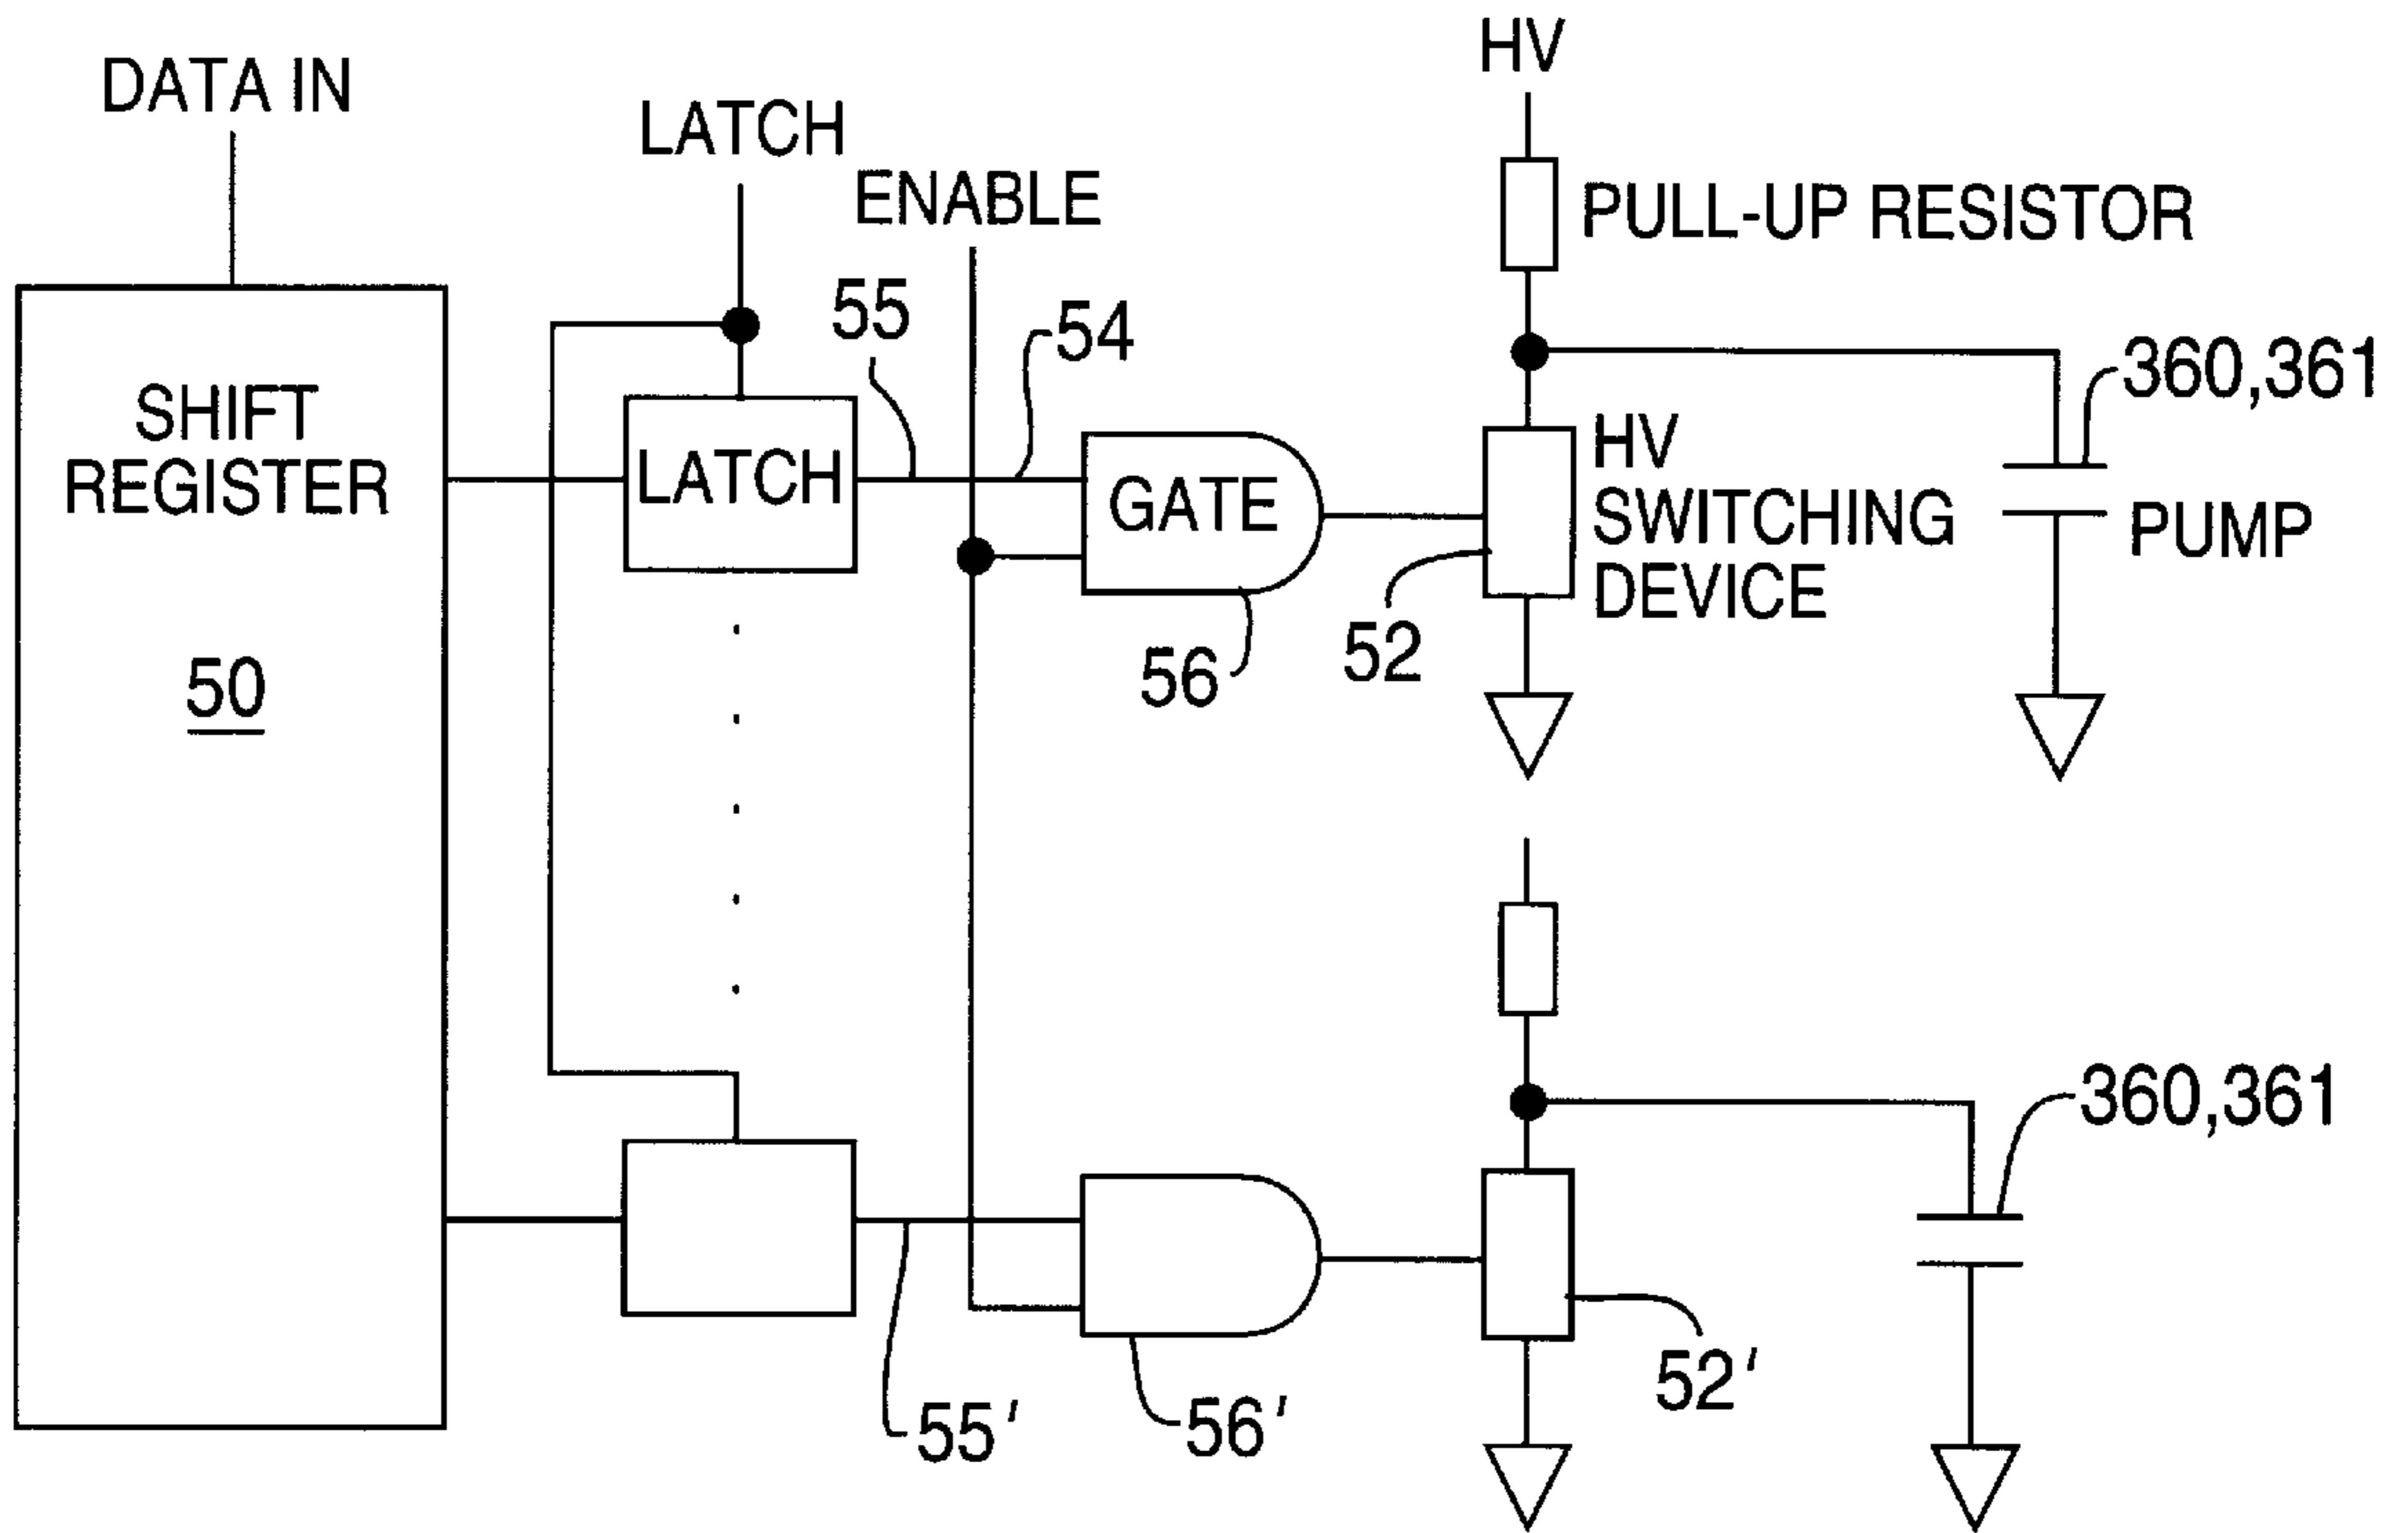 DATA IN
LATCH
ENABLE
HV
PULL-UP RESISTOR
55
54
360,361
SHIFT
REGISTER
50
LATCH
GATE
HV
SWITCHING
DEVICE
PUMP
56
52
360,361
55'
56'
52'